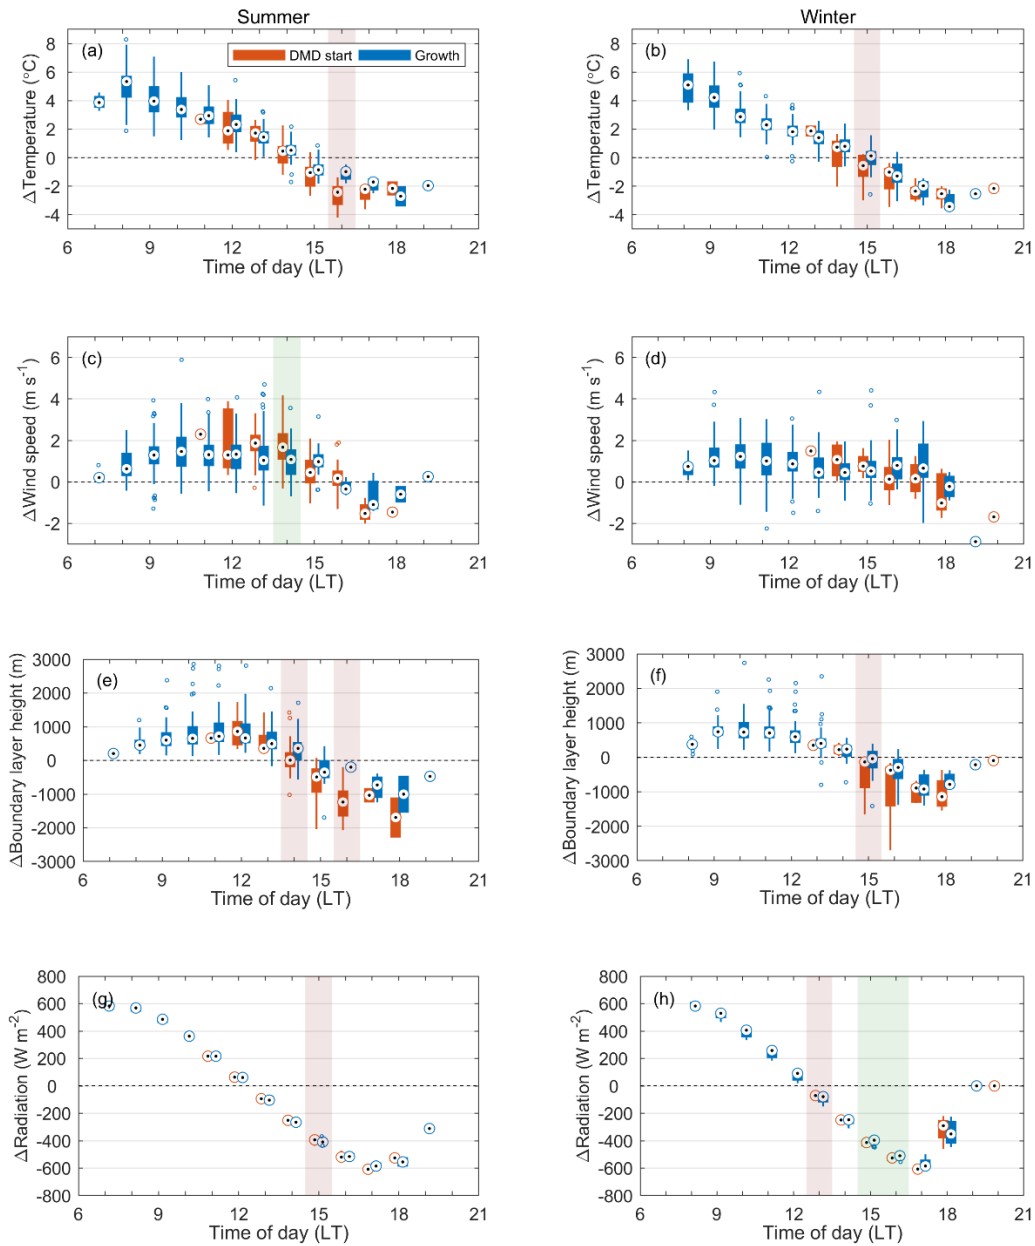 Summer
Winter
(a)
DMD start
Growth
ΔTemperature (°C)
8
6
4
2
0
-2
-4
6 9 12 15 18 21
Time of day (LT)
(b)
ΔTemperature (°C)
8
6
4
2
0
-2
-4
6 9 12 15 18 21
Time of day (LT)
(c)
ΔWind speed (m s⁻¹)
6
4
2
0
-2
6 9 12 15 18 21
Time of day (LT)
(d)
ΔWind speed (m s⁻¹)
6
4
2
0
-2
6 9 12 15 18 21
Time of day (LT)
(e)
ΔBoundary layer height (m)
3000
2000
1000
0
-1000
-2000
-3000
6 9 12 15 18 21
Time of day (LT)
(f)
ΔBoundary layer height (m)
3000
2000
1000
0
-1000
-2000
-3000
6 9 12 15 18 21
Time of day (LT)
(g)
ΔRadiation (W m⁻²)
800
600
400
200
0
-200
-400
-600
-800
6 9 12 15 18 21
Time of day (LT)
(h)
ΔRadiation (W m⁻²)
800
600
400
200
0
-200
-400
-600
-800
6 9 12 15 18 21
Time of day (LT)